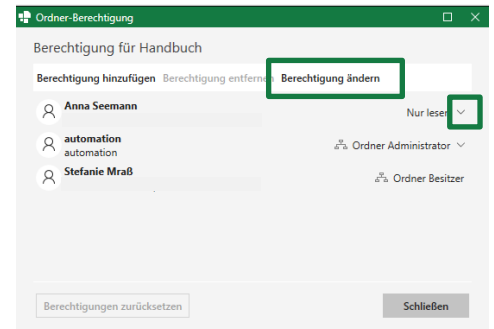 Ordner-Berechtigung
Berechtigung für Handbuch
Berechtigung hinzufügen Berechtigung entfernen Berechtigung ändern
Anna Seemann
Nur lesen
automation
automation
Ordner Administrator
Stefanie Mraß
Ordner Besitzer
Berechtigungen zurücksetzen Schließen